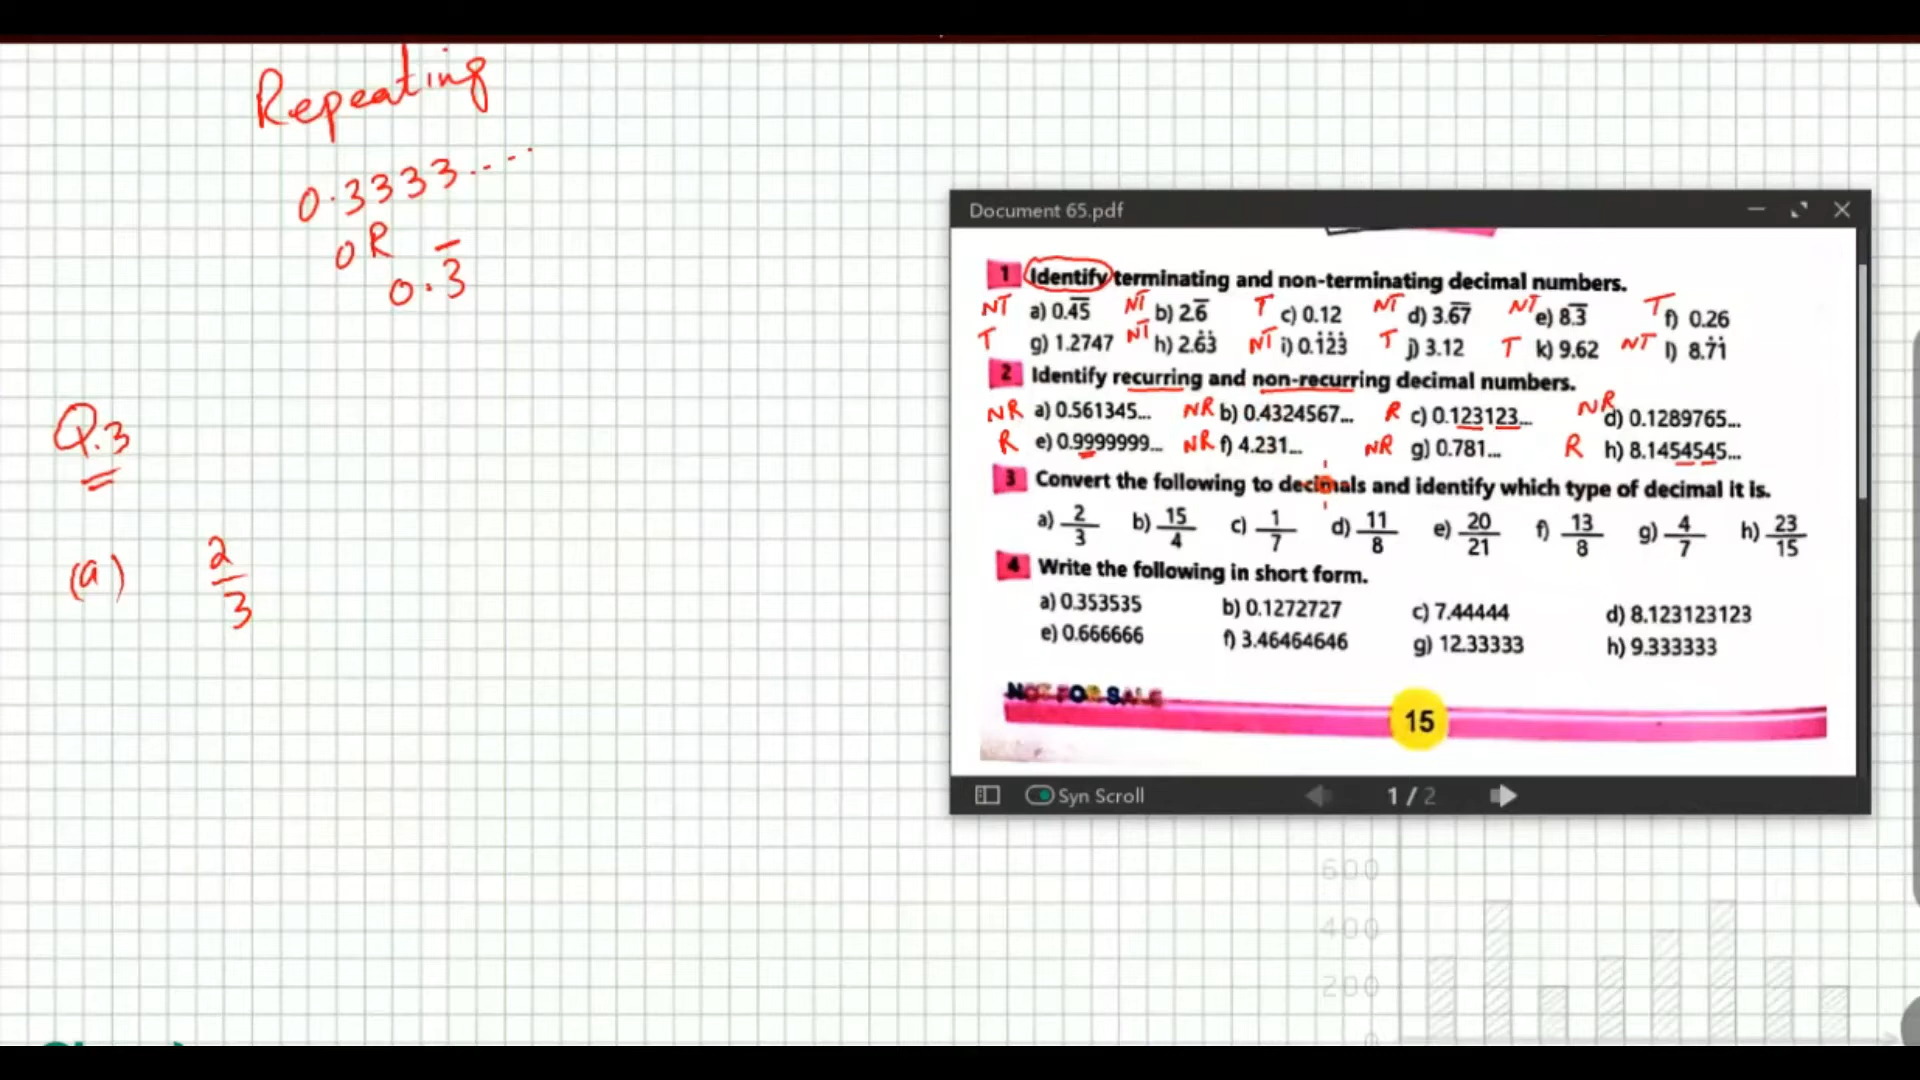 Repeating
0.3333....
OR
0.3̅
Q.3
(a) 2/3
Document 65.pdf
1 Identify terminating and non-terminating decimal numbers.
NT a) 0.4̅5̅ NT b) 2.6̅ T c) 0.12 NT d) 3.6̅7̅ NT e) 8.3̅ T f) 0.26
T g) 1.2747 NT h) 2.6̇3̇ NT i) 0.1̇2̇3̇ T j) 3.12 T k) 9.62 NT l) 8.7̇1̇
2 Identify recurring and non-recurring decimal numbers.
NR a) 0.561345... NR b) 0.4324567... R c) 0.123123... NR d) 0.1289765...
R e) 0.9999999... NR f) 4.231... NR g) 0.781... R h) 8.1454545...
3 Convert the following to decimals and identify which type of decimal it is.
a) 2/3 b) 15/4 c) 1/7 d) 11/8 e) 20/21 f) 13/8 g) 4/7 h) 23/15
4 Write the following in short form.
a) 0.353535 b) 0.1272727 c) 7.44444 d) 8.123123123
e) 0.666666 f) 3.46464646 g) 12.33333 h) 9.333333
NOT FOR SALE
15
Syn Scroll 1 / 2
600
400
200
0